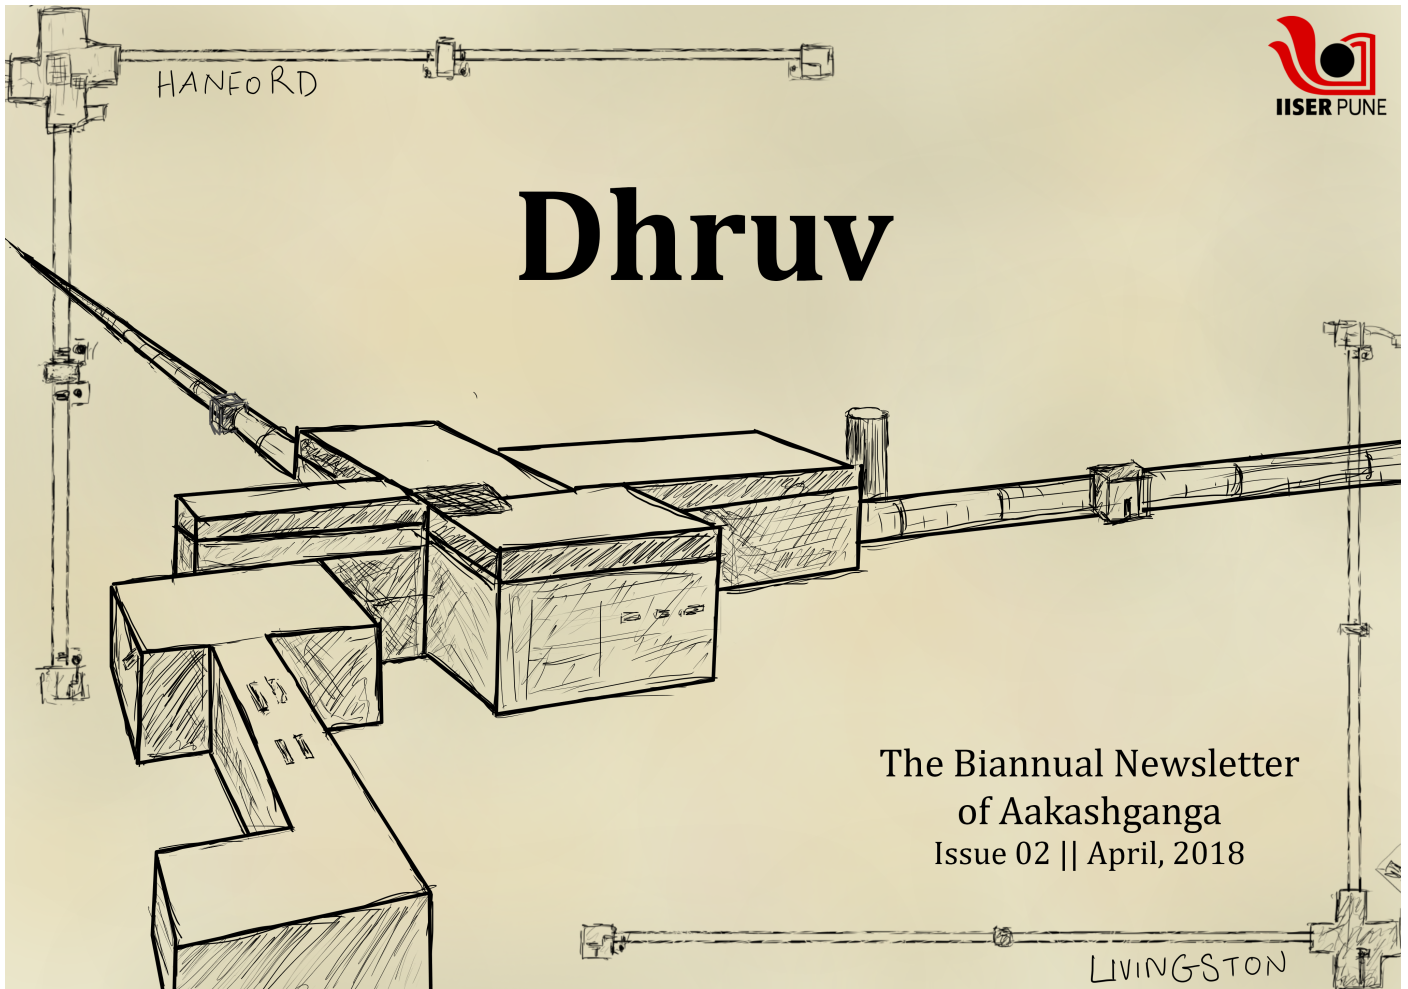 HANFORD
IISER PUNE
Dhruv
The Biannual Newsletter
of Aakashganga
Issue 02 || April, 2018
LIVINGSTON